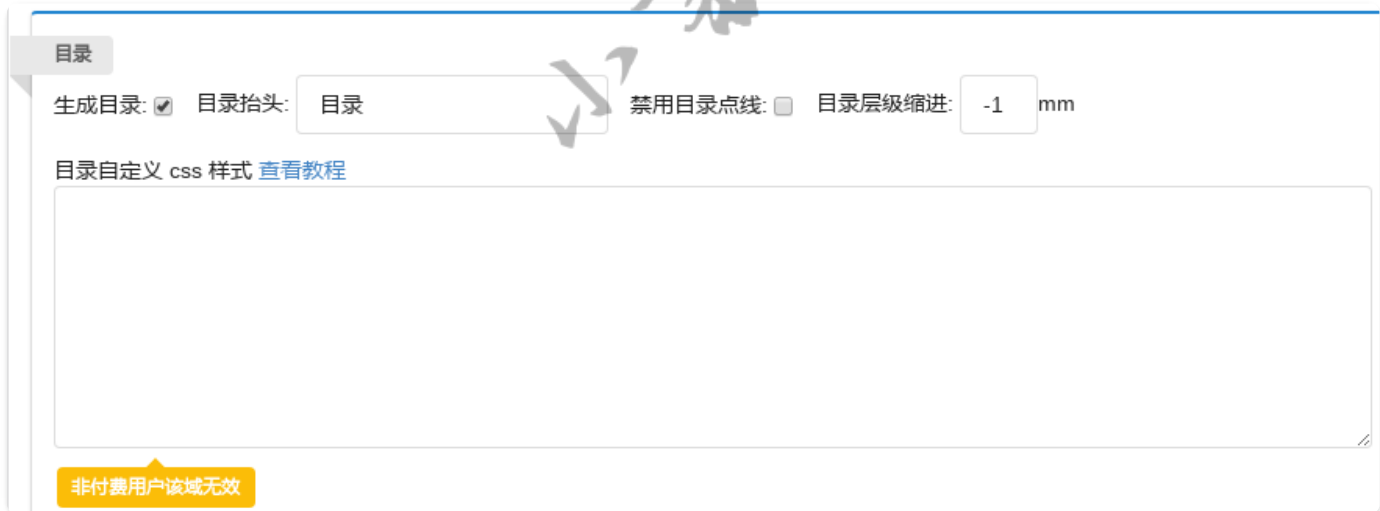 目录
生成目录: 目录抬头: 目录 禁用目录点线: 目录层级缩进: -1 mm
目录自定义 css 样式 查看教程
非付费用户该域无效